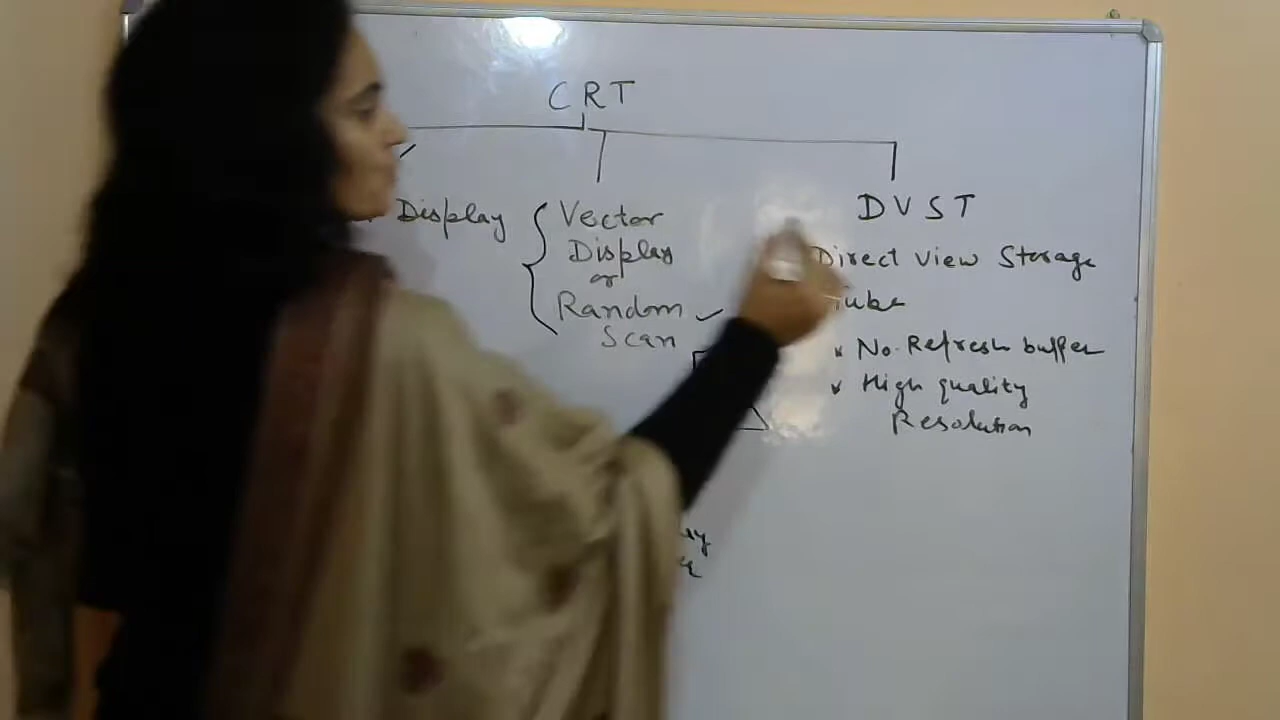 CRT
Display
Vector
Display
or
Random
Scan
DVST
Direct View Storage
Tube
No. Refresh buffer
High quality
Resolution